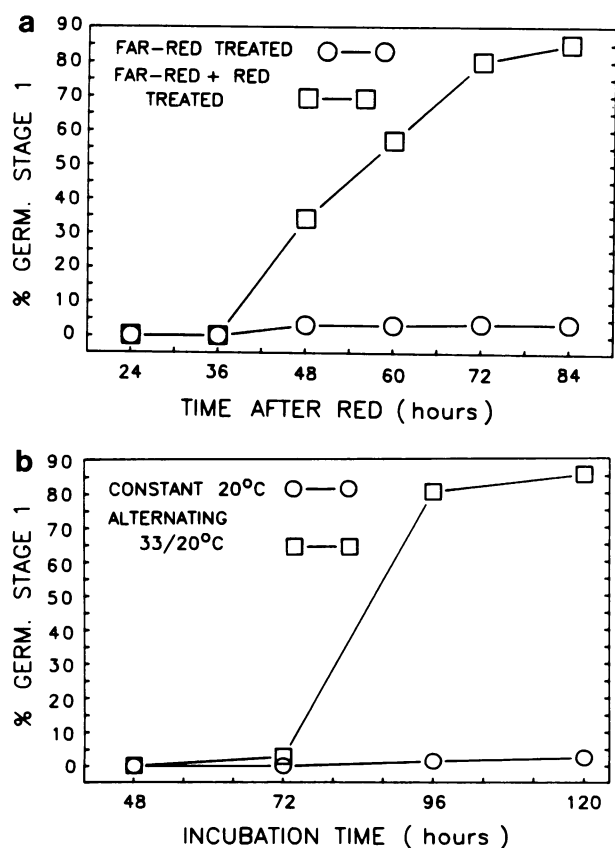 a
90
80
70
60
50
40
30
20
10
0
% GERM. STAGE 1
FAR-RED TREATED
FAR-RED + RED
TREATED
24 36 48 60 72 84
TIME AFTER RED (hours)
b
90
80
70
60
50
40
30
20
10
0
% GERM. STAGE 1
CONSTANT 20°C
ALTERNATING
33/20°C
48 72 96 120
INCUBATION TIME (hours)